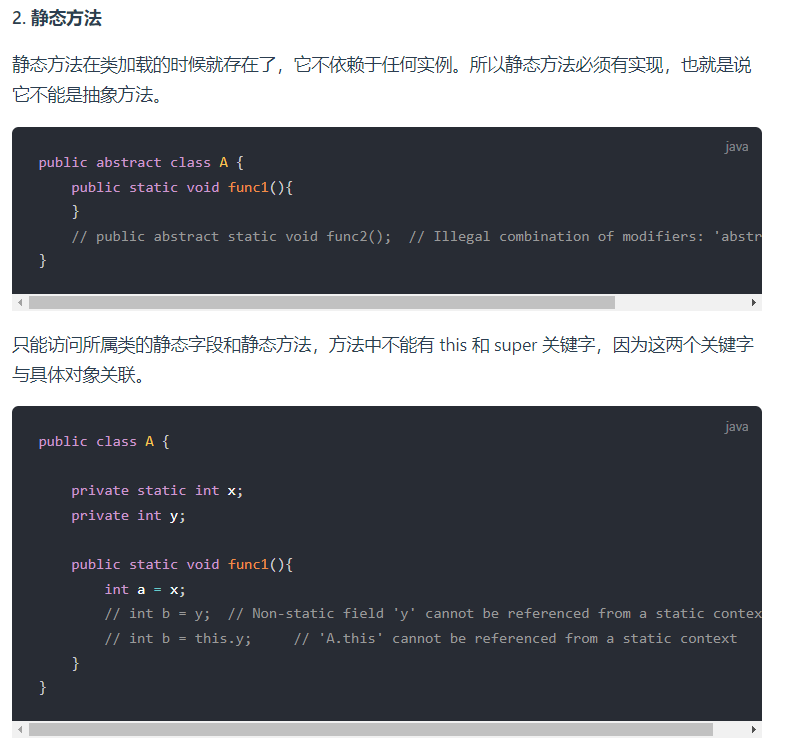 2. 静态方法
静态方法在类加载的时候就存在了，它不依赖于任何实例。所以静态方法必须有实现，也就是说
它不能是抽象方法。
java
public abstract class A {
    public static void func1(){
    }
    // public abstract static void func2();  // Illegal combination of modifiers: 'abstr
}
只能访问所属类的静态字段和静态方法，方法中不能有 this 和 super 关键字，因为这两个关键字
与具体对象关联。
java
public class A {
    private static int x;
    private int y;
    public static void func1(){
        int a = x;
        // int b = y;  // Non-static field 'y' cannot be referenced from a static contex
        // int b = this.y;     // 'A.this' cannot be referenced from a static context
    }
}